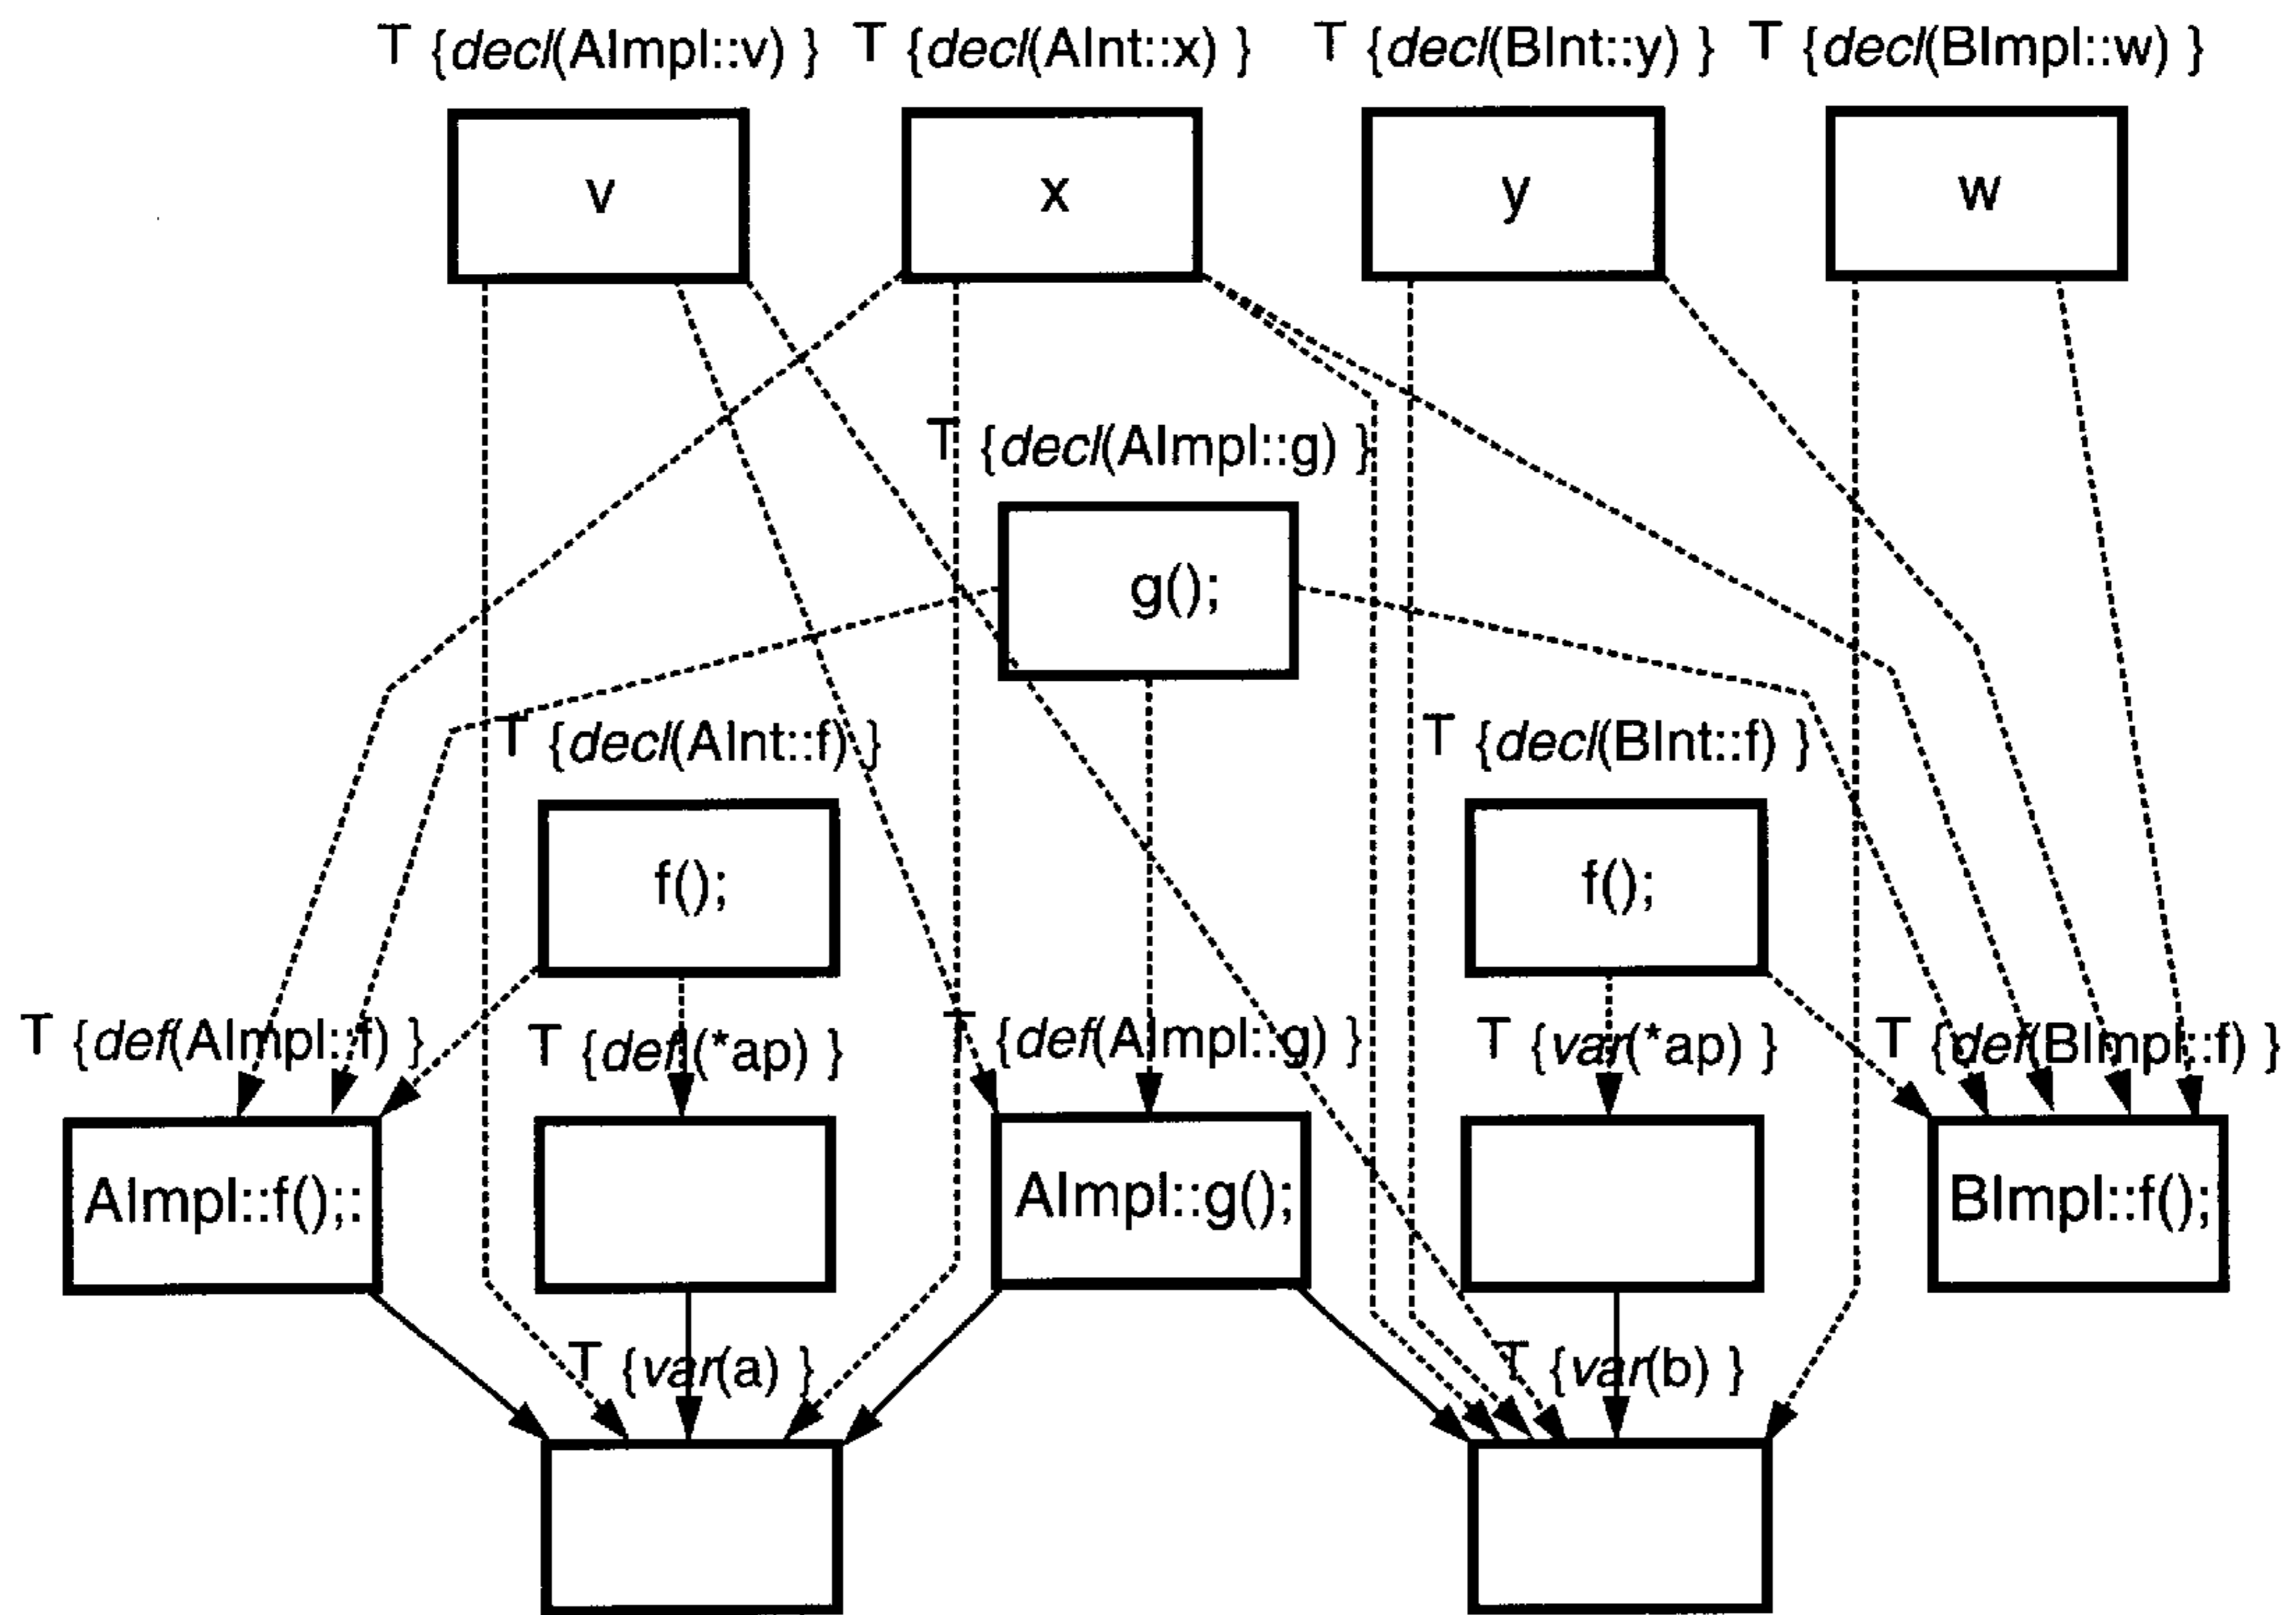 T {decl(AImpl::v) } T {decl(AInt::x) } T {decl(BInt::y) } T {decl(BImpl::w) }
v x y w
T {decl(AImpl::g) }
g();
T {decl(AInt::f) } T {decl(BInt::f) }
f(); f();
T {def(AImpl::f) } T {def(*ap) } T {def(AImpl::g) } T {var(*ap) } T {def(BImpl::f) }
AImpl::f();: AImpl::g(); BImpl::f();
T {var(a) } T {var(b) }